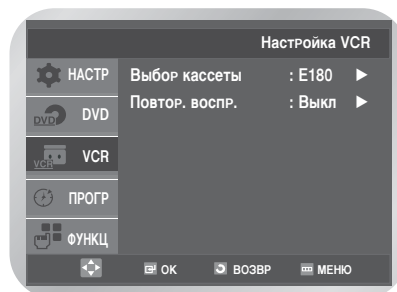 Настройка VCR
НАСТР
Выбор кассеты : E180 ►
Повтор. воспр. : Выкл ►
DVD DVD
VCR VCR
ПРОГР
ФУНКЦ
OK ВОЗВР МЕНЮ